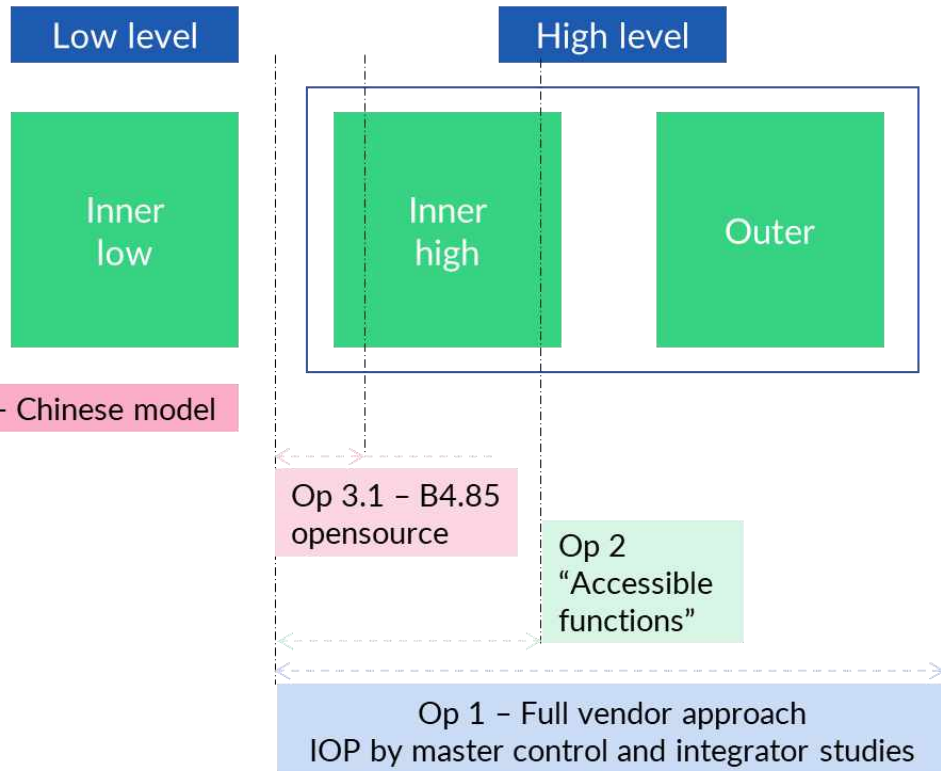 Low level
High level
Inner
low
Inner
high
Outer
- Chinese model
Op 3.1 – B4.85
opensource
Op 2
“Accessible
functions”
Op 1 – Full vendor approach
IOP by master control and integrator studies